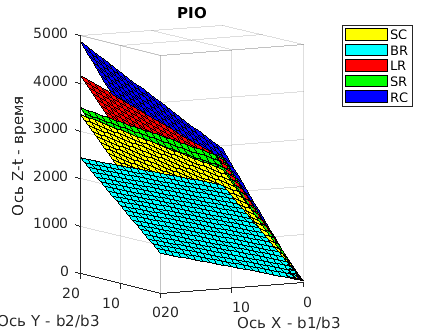 PIO
SC
BR
LR
SR
RC
5000
4000
3000
2000
1000
0
Ось Z-t - время
20
10
020
10
0
Ось Y - b2/b3
Ось X - b1/b3